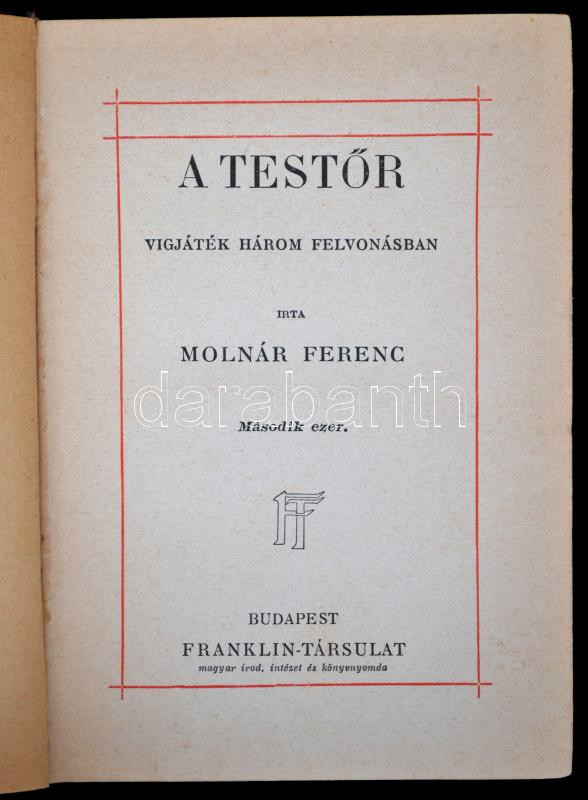 A TESTŐR
VIGJÁTÉK HÁROM FELVONÁSBAN
IRTA
MOLNÁR FERENC
darabanth
Második ezer.
FT
BUDAPEST
FRANKLIN-TÁRSULAT
magyar irod. intézet és könyvnyomda